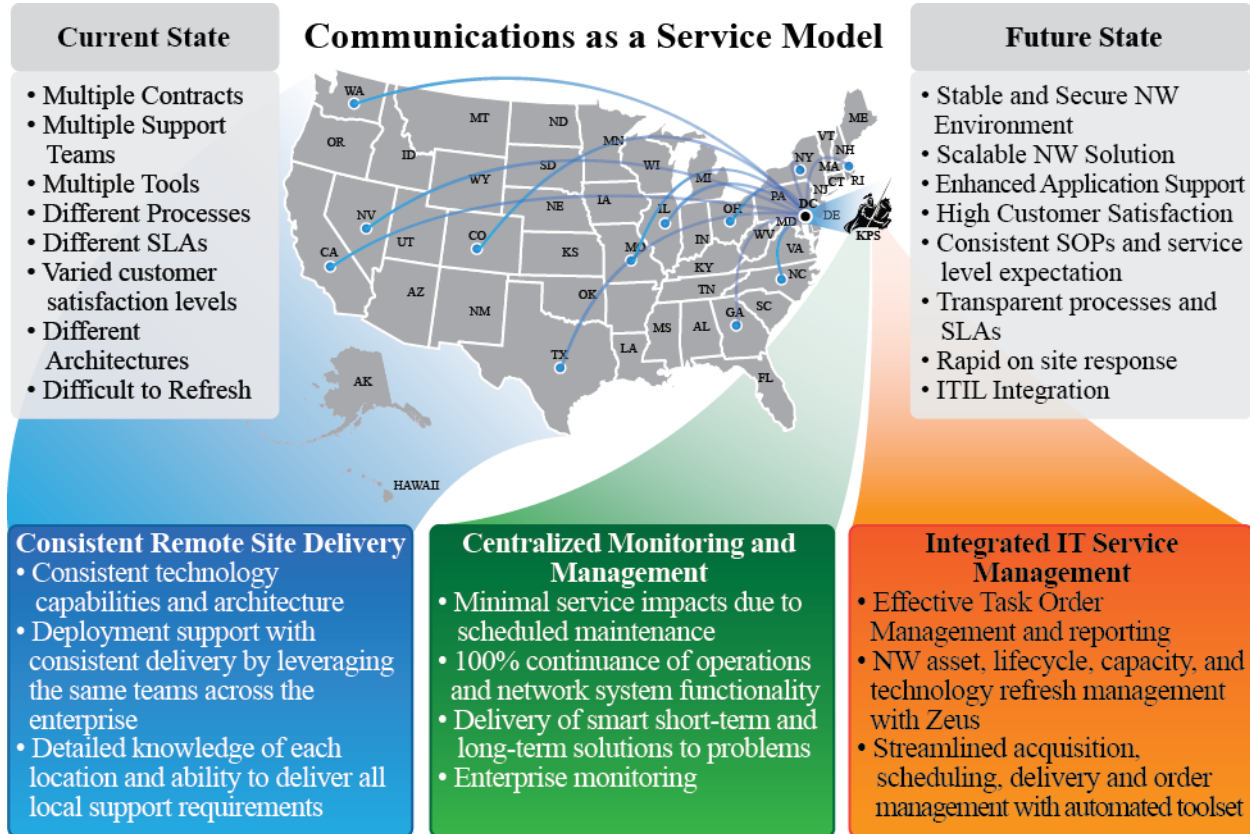 Communications as a Service Model
Current State
• Multiple Contracts
• Multiple Support
Teams
• Multiple Tools
• Different Processes
• Different SLAs
• Varied customer
satisfaction levels
• Different
Architectures
• Difficult to Refresh
WA
OR
CA
NV
ID
MT
WY
UT
AZ
CO
NM
ND
SD
NE
KS
OK
TX
MN
IA
MO
LA
WI
IL
MI
IN
OH
KY
TN
MS
AL
GA
FL
SC
NC
VA
WV
MD
DC
DE
PA
NJ
NY
CT
RI
MA
VT
NH
ME
KPS
AK
HAWAII
Future State
• Stable and Secure NW
Environment
• Scalable NW Solution
• Enhanced Application Support
• High Customer Satisfaction
• Consistent SOPs and service
level expectation
• Transparent processes and
SLAs
• Rapid on site response
• ITIL Integration
Consistent Remote Site Delivery
• Consistent technology
capabilities and architecture
• Deployment support with
consistent delivery by leveraging
the same teams across the
enterprise
• Detailed knowledge of each
location and ability to deliver all
local support requirements
Centralized Monitoring and
Management
• Minimal service impacts due to
scheduled maintenance
• 100% continuance of operations
and network system functionality
• Delivery of smart short-term and
long-term solutions to problems
• Enterprise monitoring
Integrated IT Service
Management
• Effective Task Order
Management and reporting
• NW asset, lifecycle, capacity, and
technology refresh management
with Zeus
• Streamlined acquisition,
scheduling, delivery and order
management with automated toolset